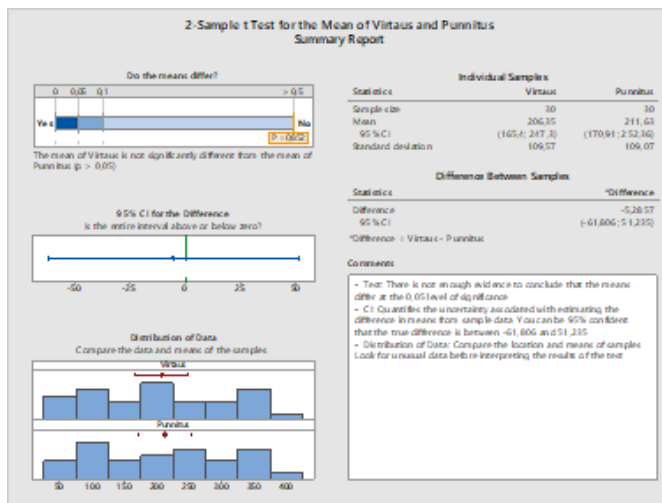 2-Sample t Test for the Mean of Virtaus and Punnitus
Summary Report
Do the means differ?
0 0,05 0,1 > 0,5
Yes No
P = 0,852
The mean of Virtaus is not significantly different from the mean of
Punnitus (p > 0,05)
95% CI for the Difference
Is the entire interval above or below zero?
-50 -25 0 25 50
Distribution of Data
Compare the data and means of the samples
Virtaus
Punnitus
50 100 150 200 250 300 350 400
Individual Samples
Statistics Virtaus Punnitus
Sample size 30 30
Mean 206,35 211,63
95% CI (165,4; 247,3) (170,91; 252,36)
Standard deviation 109,57 109,07
Difference Between Samples
Statistics *Difference
Difference -5,2857
95% CI (-61,806; 51,235)
*Difference = Virtaus - Punnitus
Comments
- Test: There is not enough evidence to conclude that the means
differ at the 0,05 level of significance
- CI: Quantifies the uncertainty associated with estimating the
difference in means from sample data. You can be 95% confident
that the true difference is between -61,806 and 51,235
- Distribution of Data: Compare the location and means of samples
Look for unusual data before interpreting the results of the test